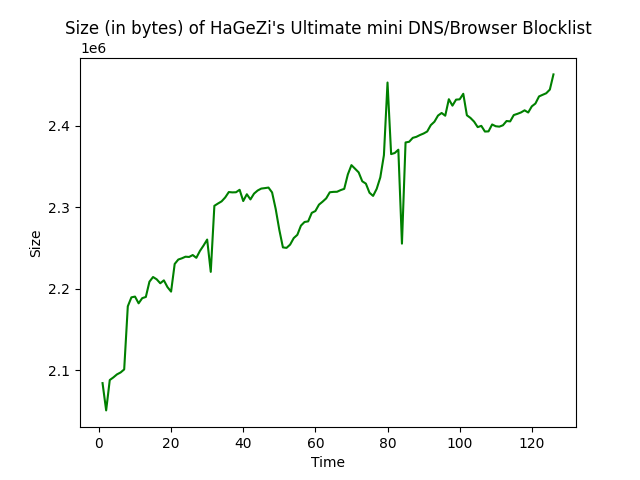 Size (in bytes) of HaGeZi's Ultimate mini DNS/Browser Blocklist
1e6
2.4
2.3
2.2
2.1
Size
0 20 40 60 80 100 120
Time